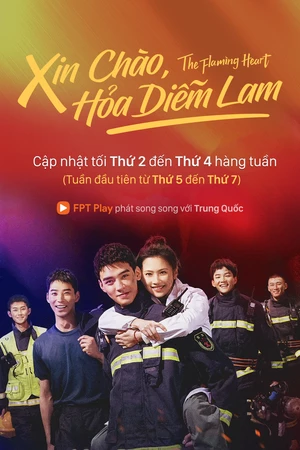 Xin Chào, The Flaming Heart
Hỏa Diễm Lam
Cập nhật tối Thứ 2 đến Thứ 4 hàng tuần
(Tuần đầu tiên từ Thứ 5 đến Thứ 7)
FPT Play phát song song với Trung Quốc